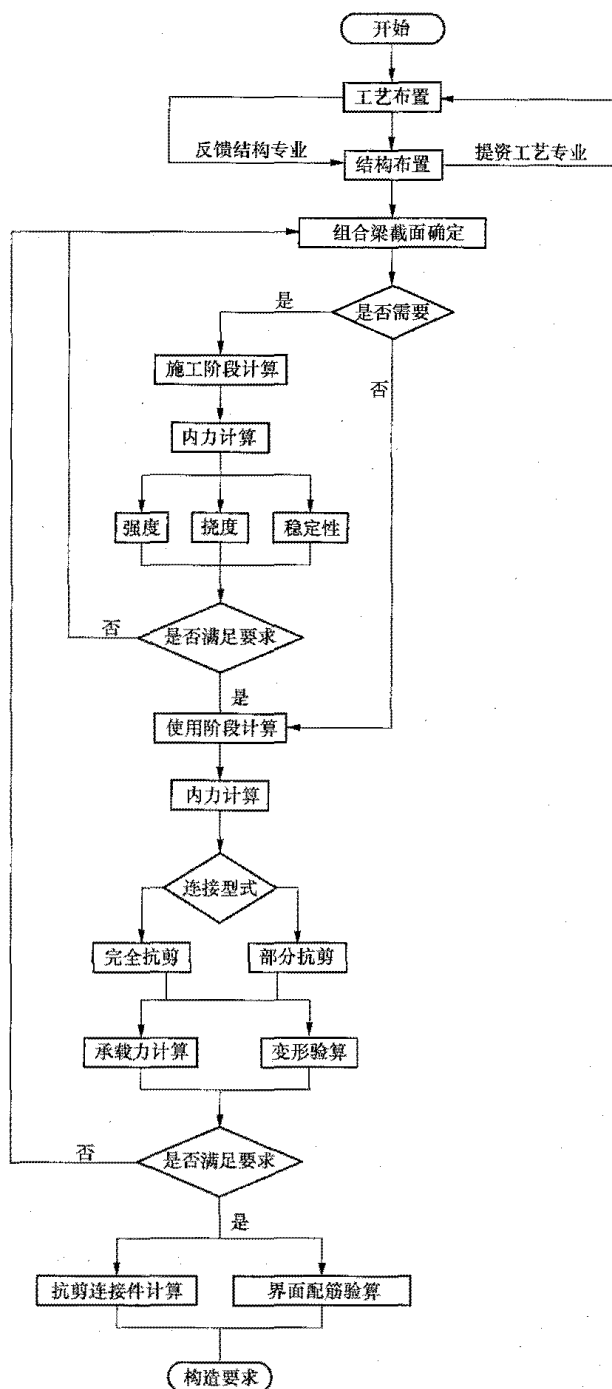 开始
工艺布置
反馈结构专业
提资工艺专业
结构布置
组合梁截面确定
是
是否需要
施工阶段计算
否
内力计算
强度
挠度
稳定性
否
是否满足要求
是
使用阶段计算
内力计算
连接型式
完全抗剪
部分抗剪
承载力计算
变形验算
否
是否满足要求
是
抗剪连接件计算
界面配筋验算
构造要求